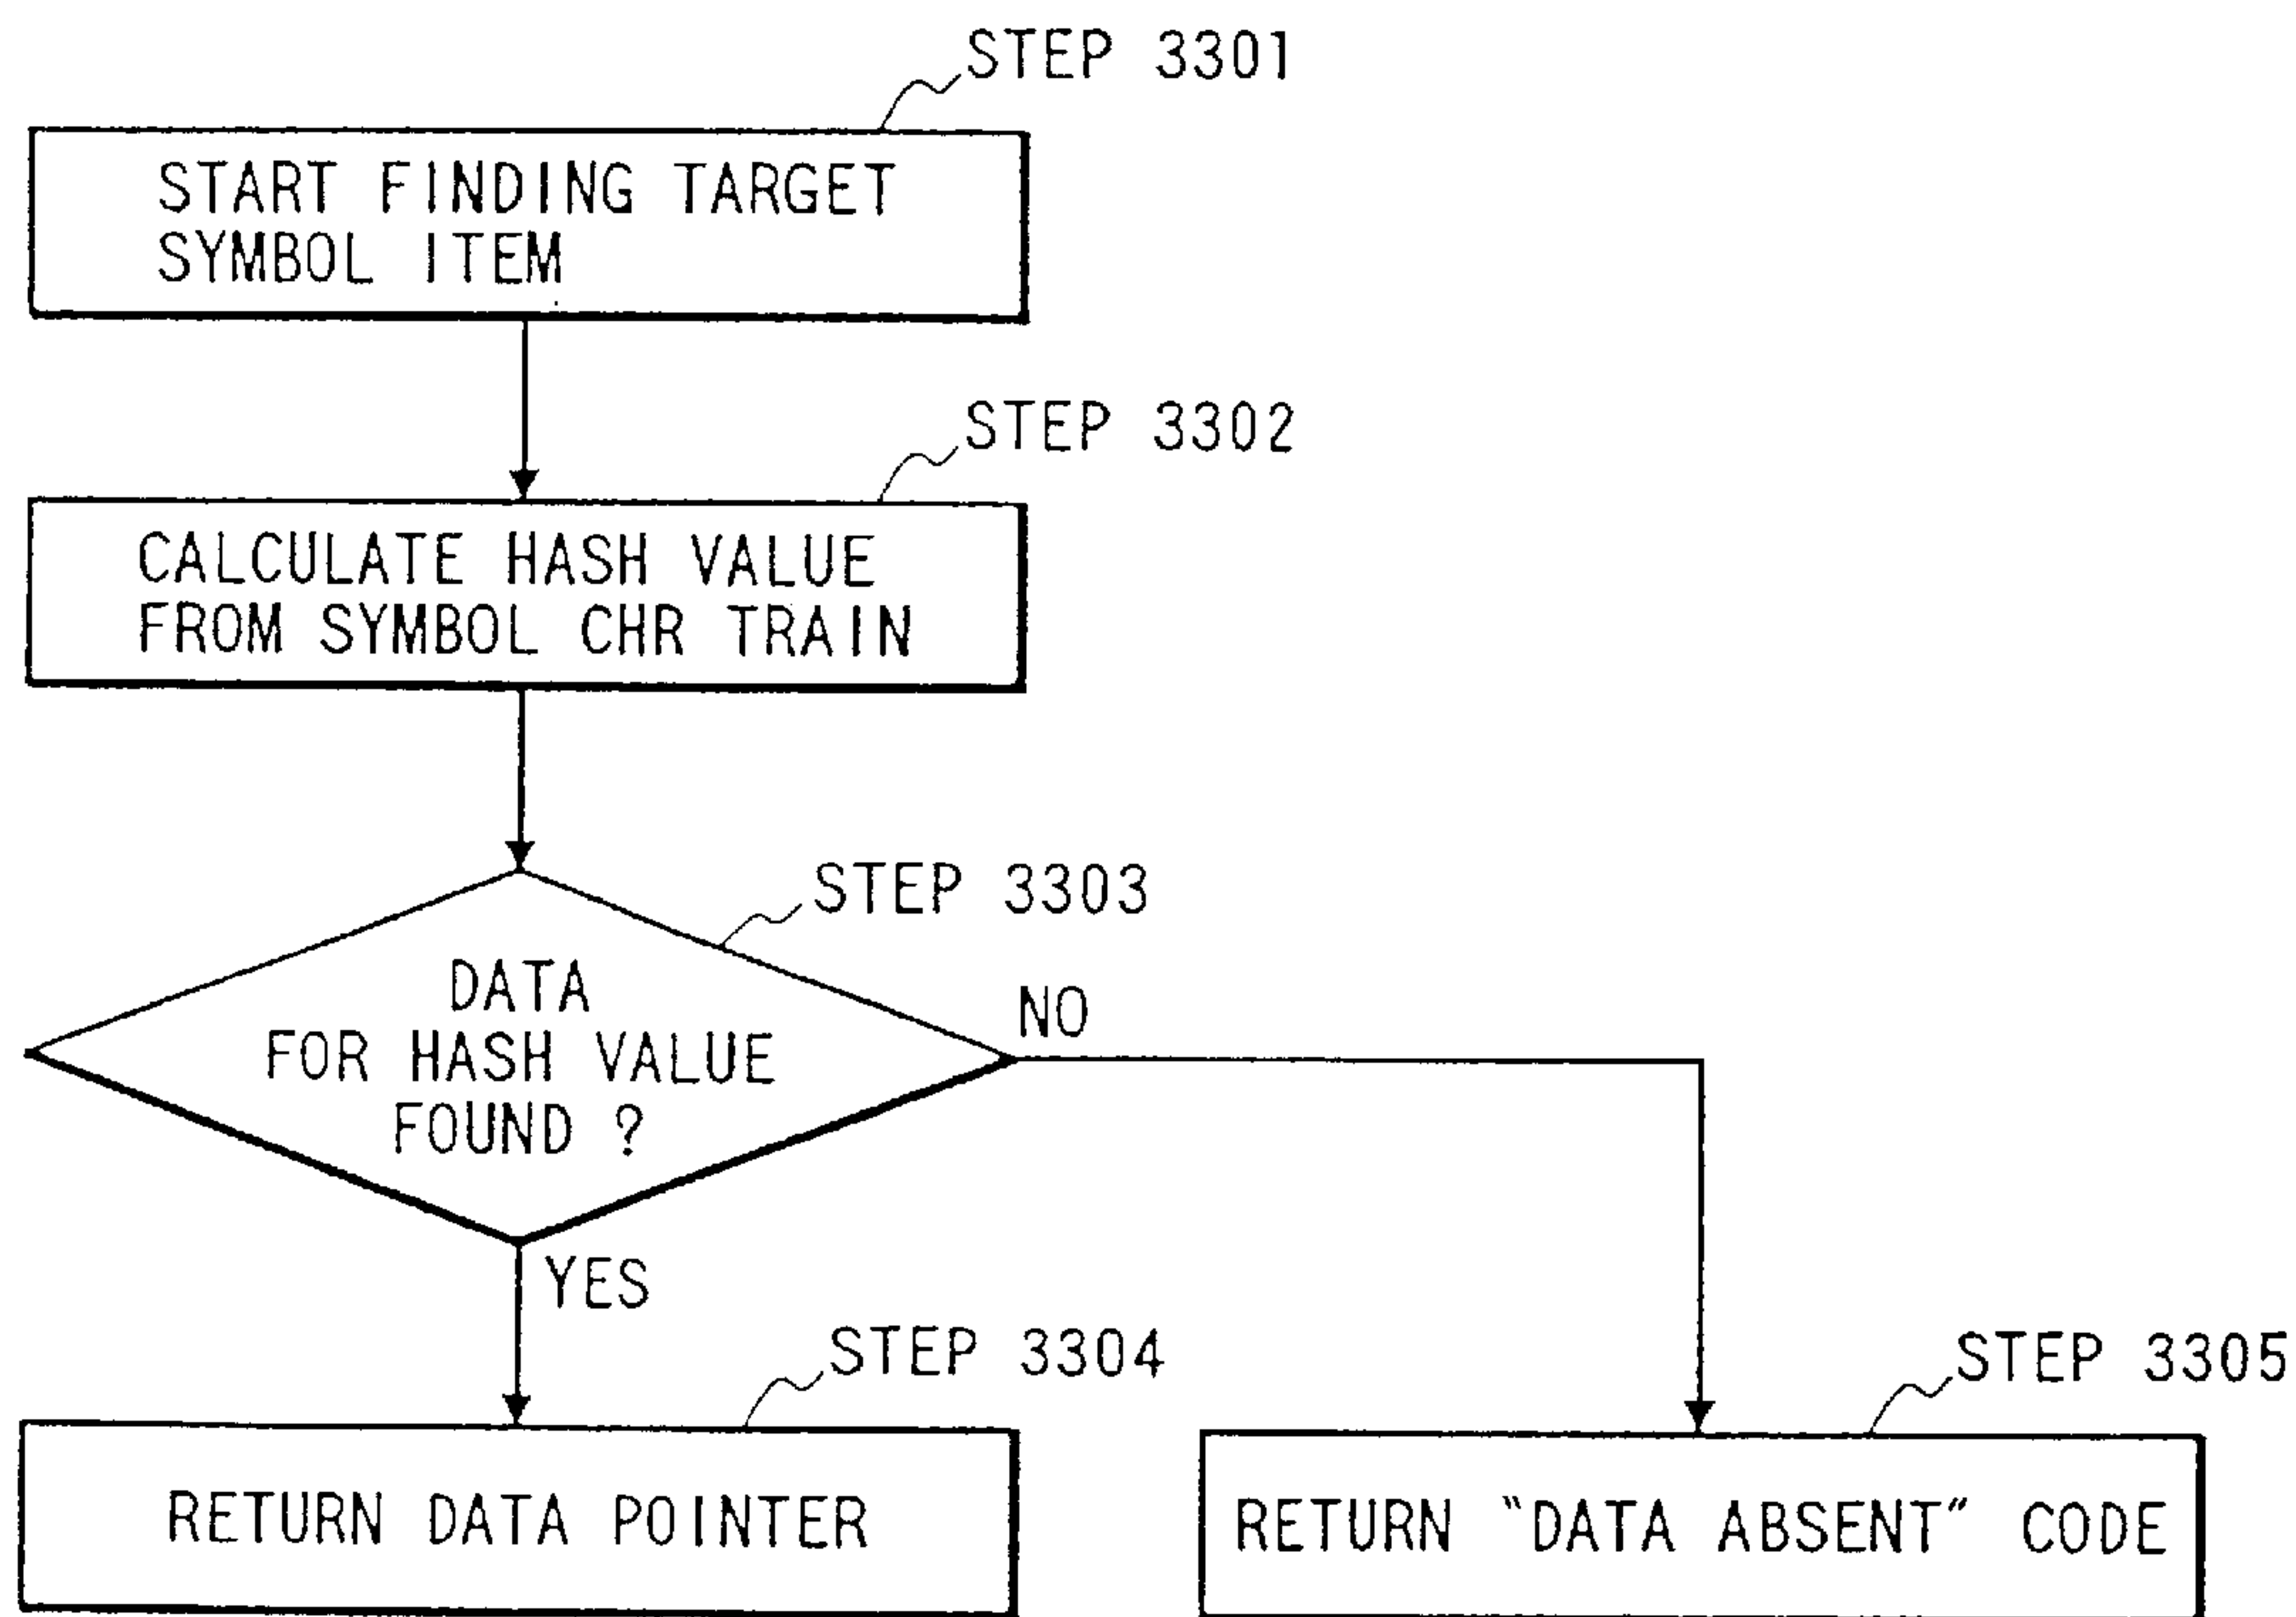 STEP 3301
START FINDING TARGET
SYMBOL ITEM
STEP 3302
CALCULATE HASH VALUE
FROM SYMBOL CHR TRAIN
STEP 3303
DATA
FOR HASH VALUE
FOUND ?
NO
YES
STEP 3304
RETURN DATA POINTER
STEP 3305
RETURN "DATA ABSENT" CODE